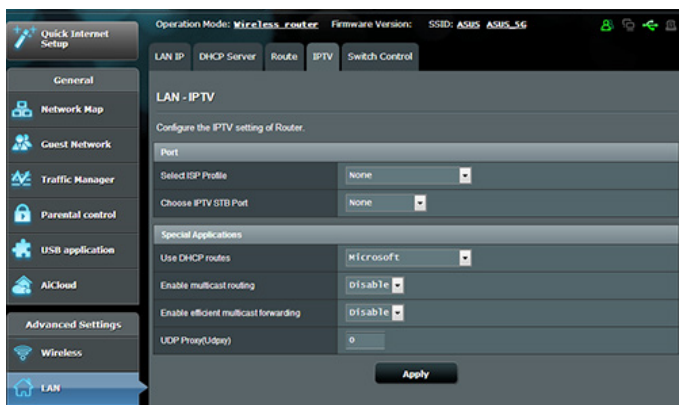 Quick Internet
Setup
Operation Mode: Wireless router Firmware Version: SSID: ASUS ASUS_5G
LAN IP DHCP Server Route IPTV Switch Control
General
Network Map
Guest Network
Traffic Manager
Parental control
USB application
AiCloud
Advanced Settings
Wireless
LAN
LAN - IPTV
Configure the IPTV setting of Router.
Port
Select ISP Profile None
Choose IPTV STB Port None
Special Applications
Use DHCP routes Microsoft
Enable multicast routing Disable
Enable efficient multicast forwarding Disable
UDP Proxy(Udpxy) 0
Apply